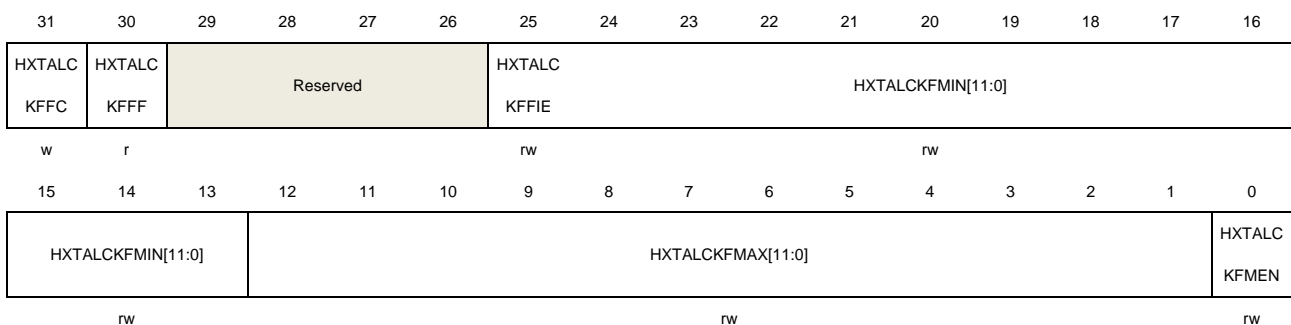 31 30 29 28 27 26 25 24 23 22 21 20 19 18 17 16
HXTALC HXTALC Reserved HXTALC HXTALCKFMIN[11:0]
KFFC KFFF KFFIE
w r rw rw
15 14 13 12 11 10 9 8 7 6 5 4 3 2 1 0
HXTALCKFMIN[11:0] HXTALCKFMAX[11:0] HXTALC
KFMEN
rw rw rw